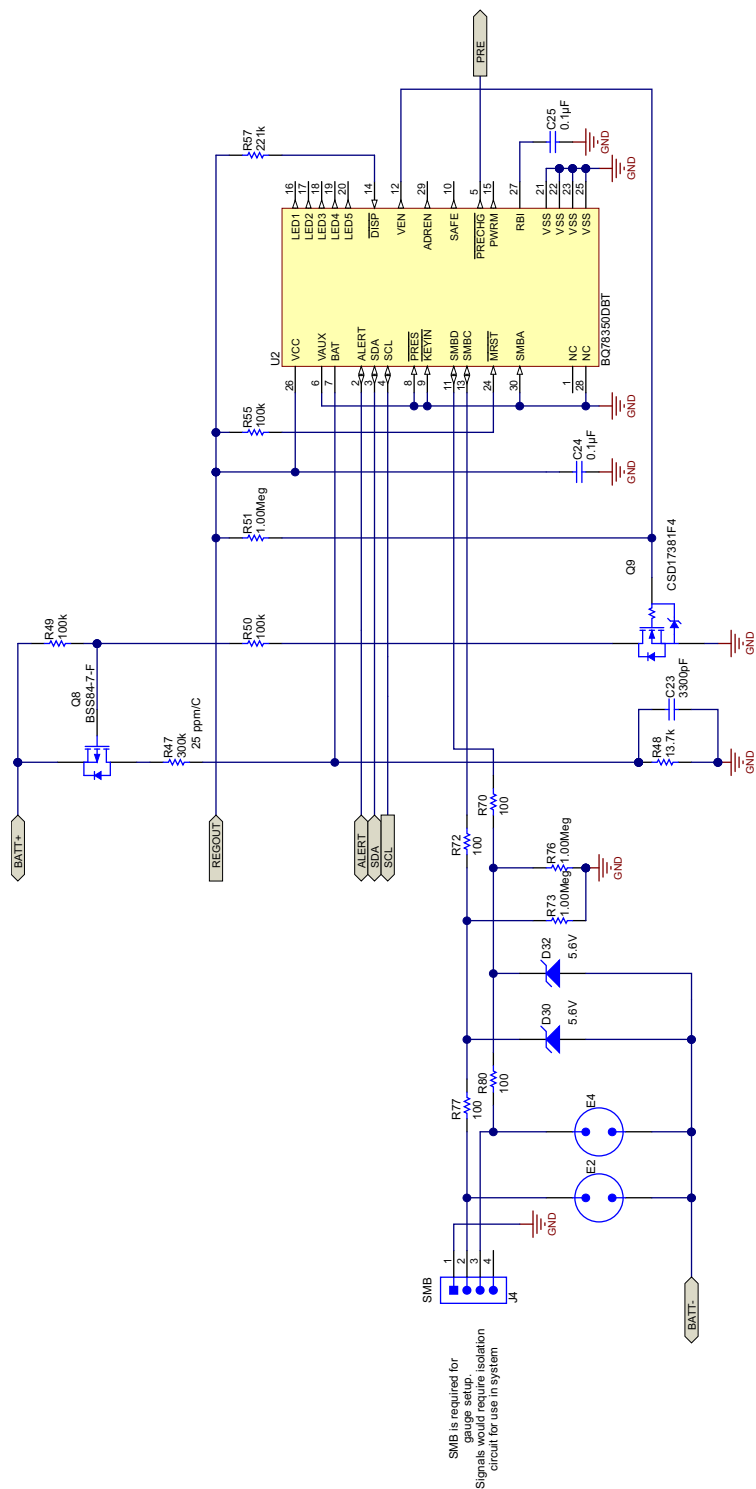 BATT+
R49
100k
Q8
BSS84-7-F
R47
300k
25 ppm/C
R50
100k
R51
1.00Meg
R55
100k
R57
221k
REGOUT
ALERT
SDA
SCL
PRE
U2
26
VCC
6
VAUX
7
BAT
2
ALERT
3
SDA
4
SCL
8
PRES
9
KEYIN
11
SMBD
13
SMBC
24
MRST
30
SMBA
1
NC
28
NC
LED1
16
LED2
17
LED3
18
LED4
19
LED5
20
DISP
14
VEN
12
ADREN
29
SAFE
10
PRECHG
5
PWRM
15
RBI
27
VSS
21
VSS
22
VSS
23
VSS
25
BQ78350DBT
C25
0.1µF
GND
GND
GND
C24
0.1µF
GND
Q9
CSD17381F4
GND
C23
3300pF
R48
13.7k
GND
R72
100
R70
100
R76
1.00Meg
R73
1.00Meg
GND
D32
5.6V
D30
5.6V
R77
100
R80
100
E4
E2
GND
SMB
1
2
3
4
J4
BATT-
SMB is required for
gauge setup.
Signals would require isolation
circuit for use in system